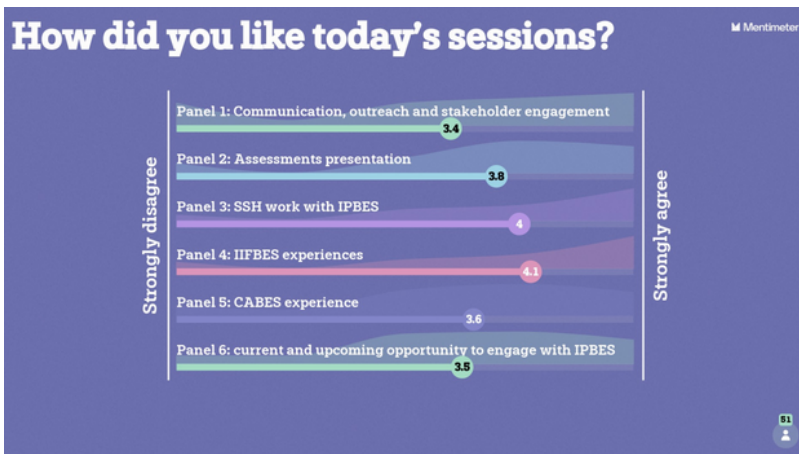 How did you like today's sessions?
Mentimeter
Strongly disagree
Panel 1: Communication, outreach and stakeholder engagement
3.4
Panel 2: Assessments presentation
3.8
Panel 3: SSH work with IPBES
4
Panel 4: IIFBES experiences
4.1
Panel 5: CABES experience
3.6
Panel 6: current and upcoming opportunity to engage with IPBES
3.5
Strongly agree
51